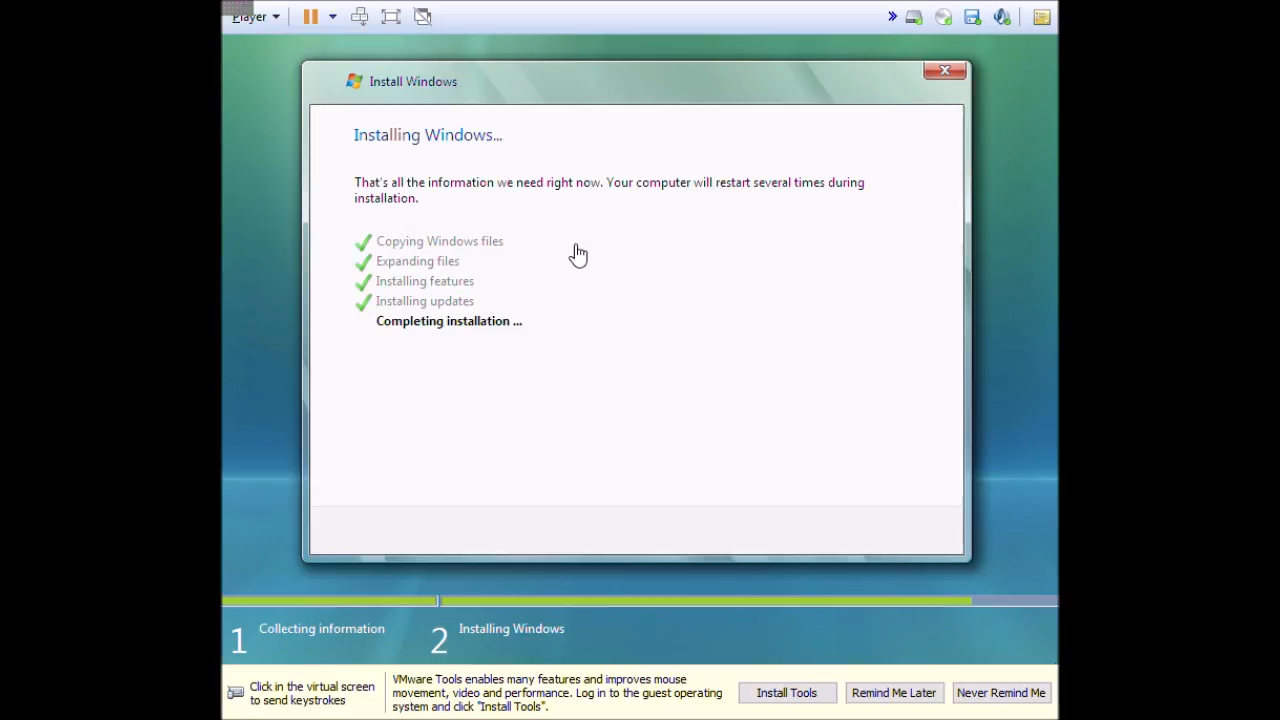 Player
Install Windows
Installing Windows...
That's all the information we need right now. Your computer will restart several times during
installation.
Copying Windows files
Expanding files
Installing features
Installing updates
Completing installation ...
1 Collecting information
2 Installing Windows
Click in the virtual screen
to send keystrokes
VMware Tools enables many features and improves mouse
movement, video and performance. Log in to the guest operating
system and click "Install Tools".
Install Tools
Remind Me Later
Never Remind Me